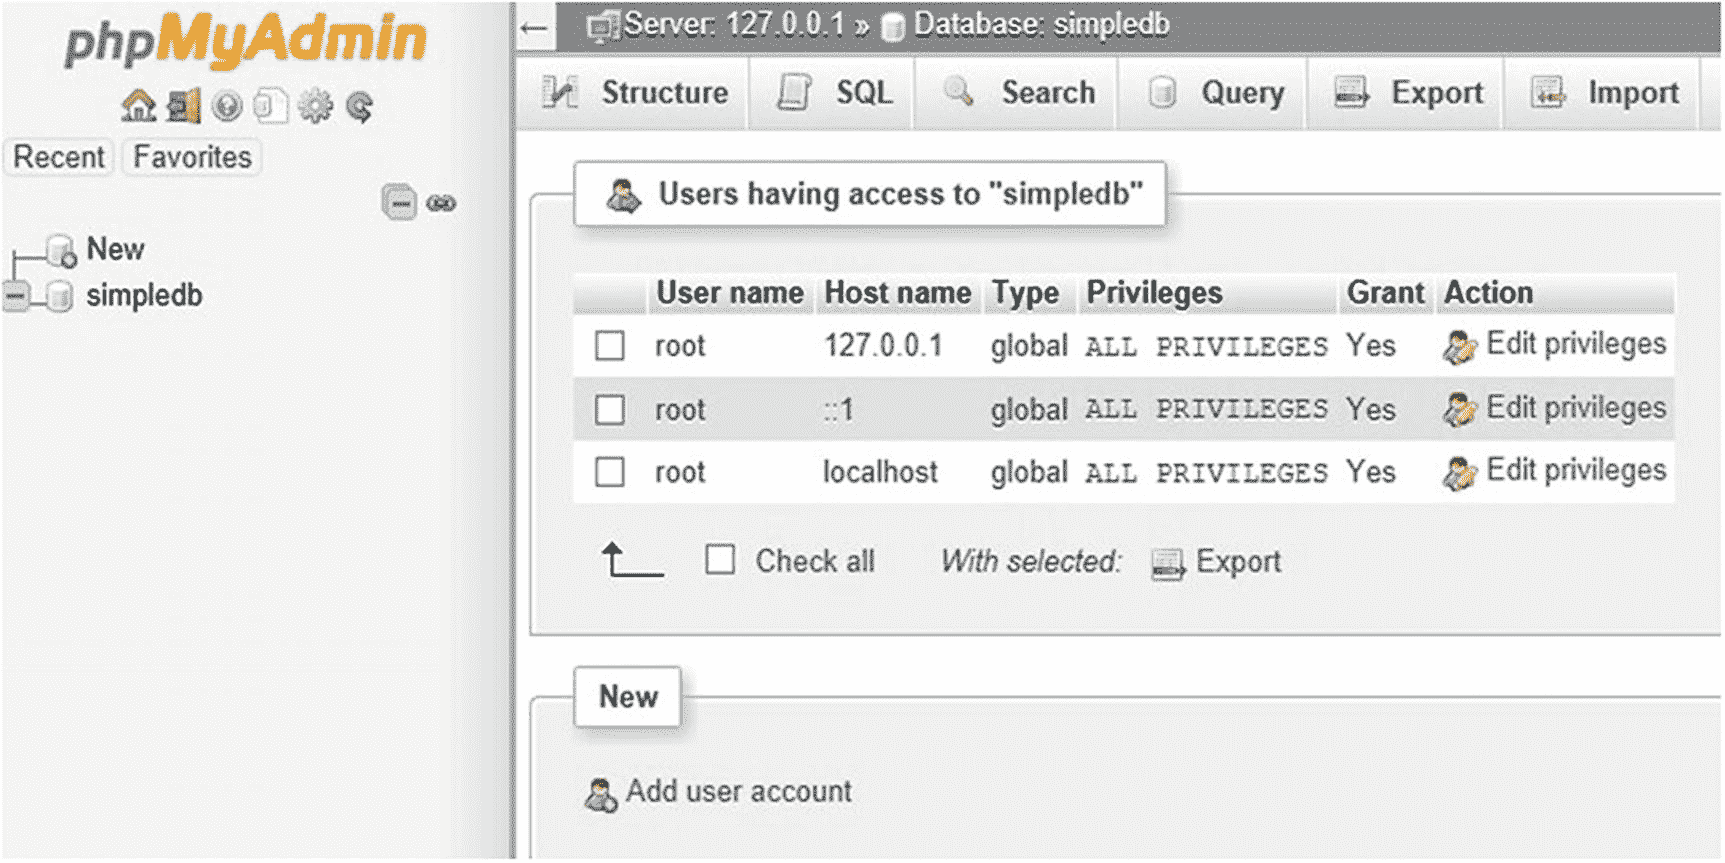 phpMyAdmin
Recent Favorites
New
simpledb
Server: 127.0.0.1 » Database: simpledb
Structure SQL Search Query Export Import
Users having access to "simpledb"
User name Host name Type Privileges Grant Action
root 127.0.0.1 global ALL PRIVILEGES Yes Edit privileges
root ::1 global ALL PRIVILEGES Yes Edit privileges
root localhost global ALL PRIVILEGES Yes Edit privileges
Check all With selected: Export
New
Add user account